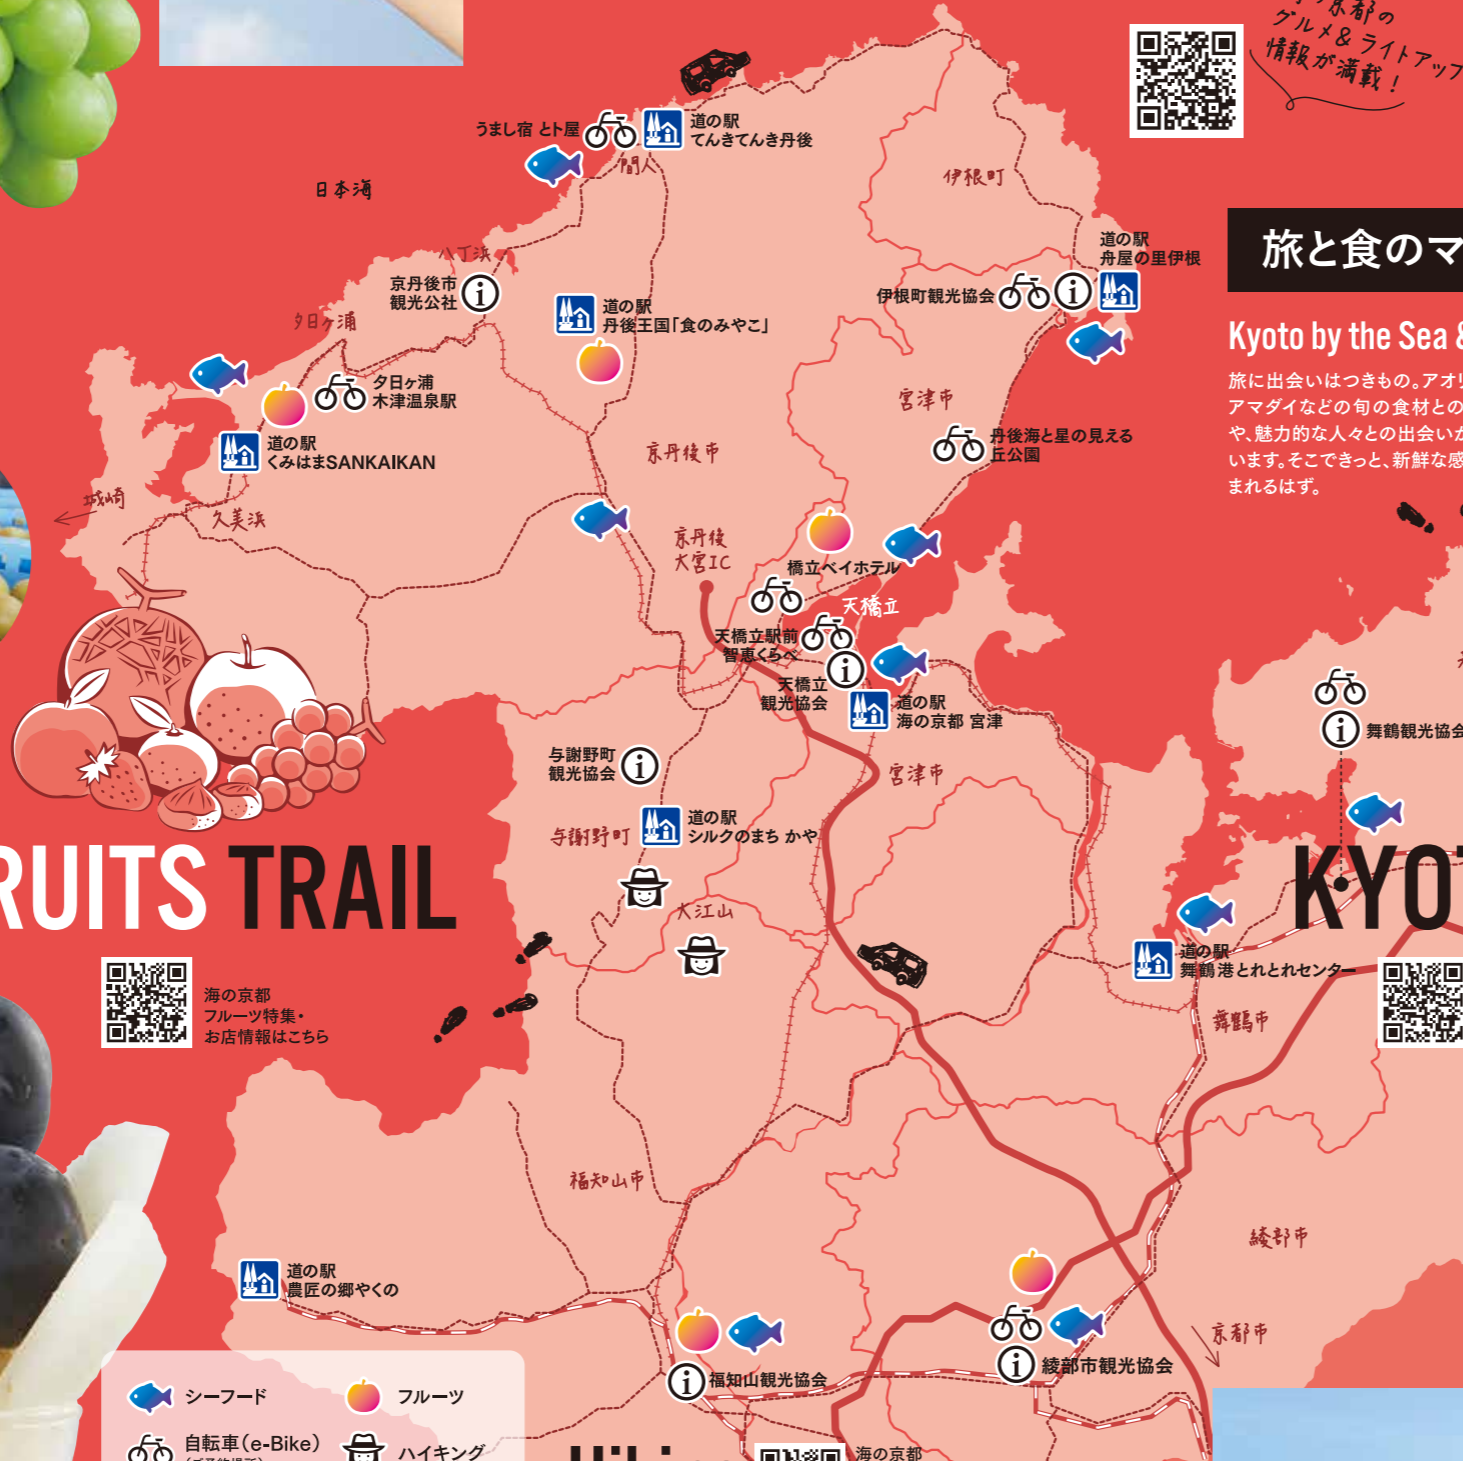 京都の
グルメ&ライトアップ
情報が満載!
うまし宿 とト屋
道の駅
てんきてんき丹後
間人
日本海
伊根町
八丁浜
京丹後市
観光公社
道の駅
舟屋の里伊根
伊根町観光協会
旅と食のマ
道の駅
丹後王国「食のみやこ」
夕日ヶ浦
Kyoto by the Sea &
旅に出会いはつきもの。アオリ
アマダイなどの旬の食材との
や、魅力的な人々との出会いが
います。そこできっと、新鮮な感
まれるはず。
夕日ヶ浦
木津温泉駅
宮津市
丹後海と星の見える
丘公園
道の駅
くみはまSANKAIKAN
京丹後市
城崎
久美浜
京丹後
大宮IC
橋立ベイホテル
天橋立
天橋立駅前
智恵くらべ
天橋立
観光協会
道の駅
海の京都 宮津
舞鶴観光協会
与謝野町
観光協会
宮津市
与謝野町
道の駅
シルクのまち かや
RUITS TRAIL
KYOT
大江山
道の駅
舞鶴港とれとれセンター
海の京都
フルーツ特集・
お店情報はこちら
舞鶴市
福知山市
綾部市
道の駅
農匠の郷やくの
京都市
福知山観光協会
綾部市観光協会
シーフード
フルーツ
自転車(e-Bike)
ハイキング
海の京都